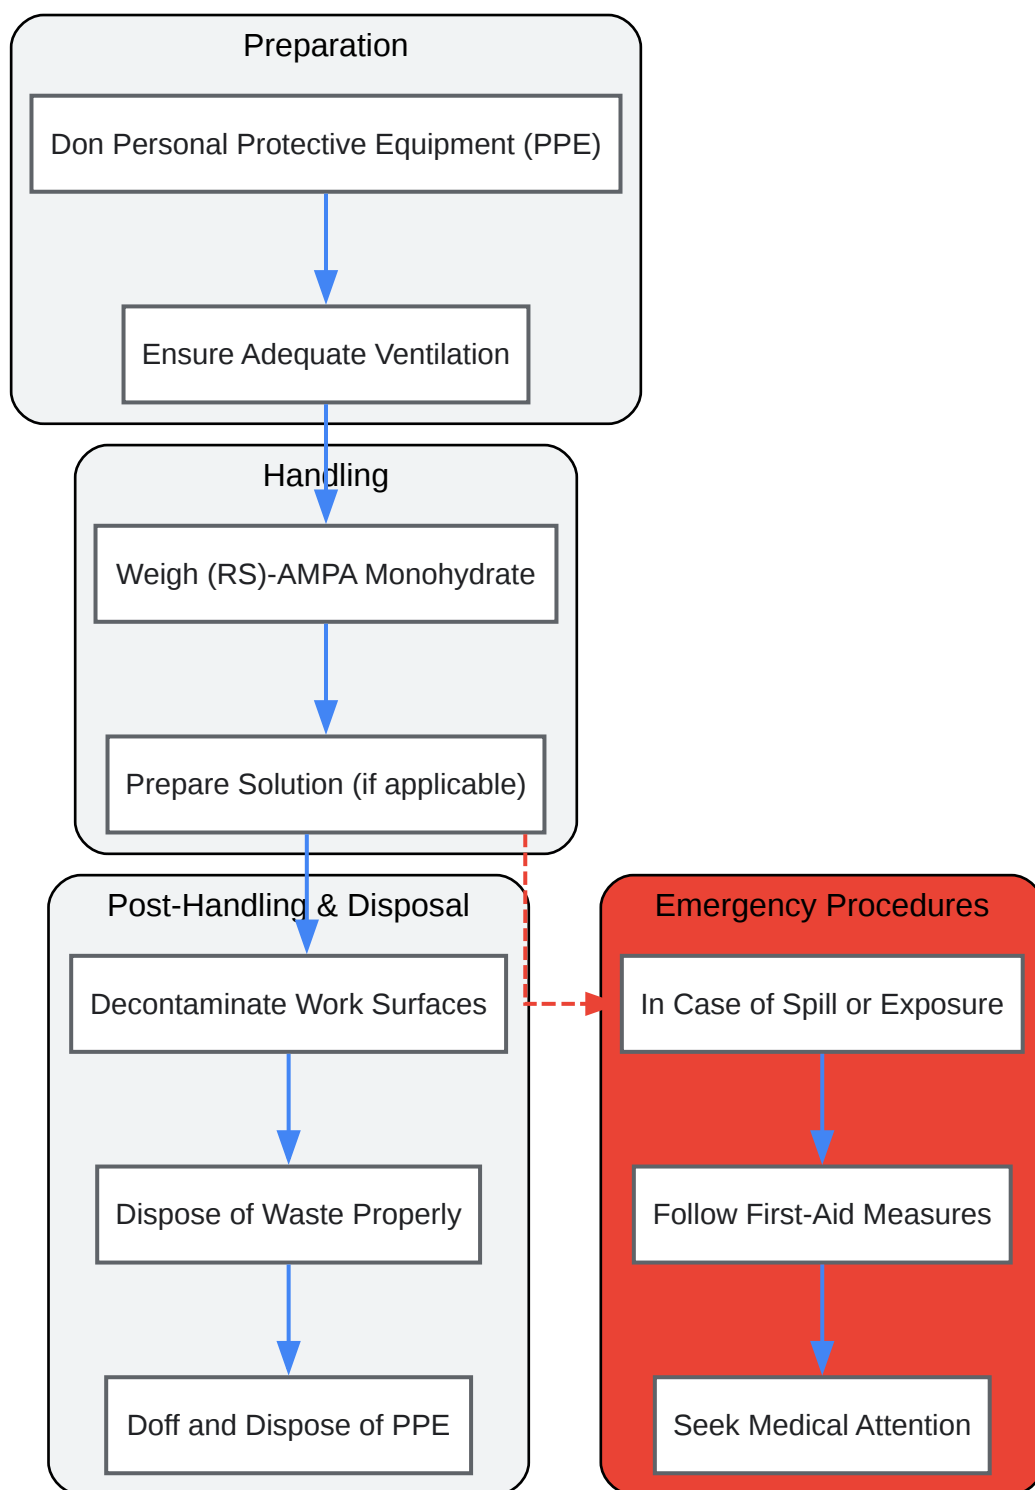 Preparation
Don Personal Protective Equipment (PPE)
Ensure Adequate Ventilation
Handling
Weigh (RS)-AMPA Monohydrate
Prepare Solution (if applicable)
Post-Handling & Disposal
Decontaminate Work Surfaces
Dispose of Waste Properly
Doff and Dispose of PPE
Emergency Procedures
In Case of Spill or Exposure
Follow First-Aid Measures
Seek Medical Attention